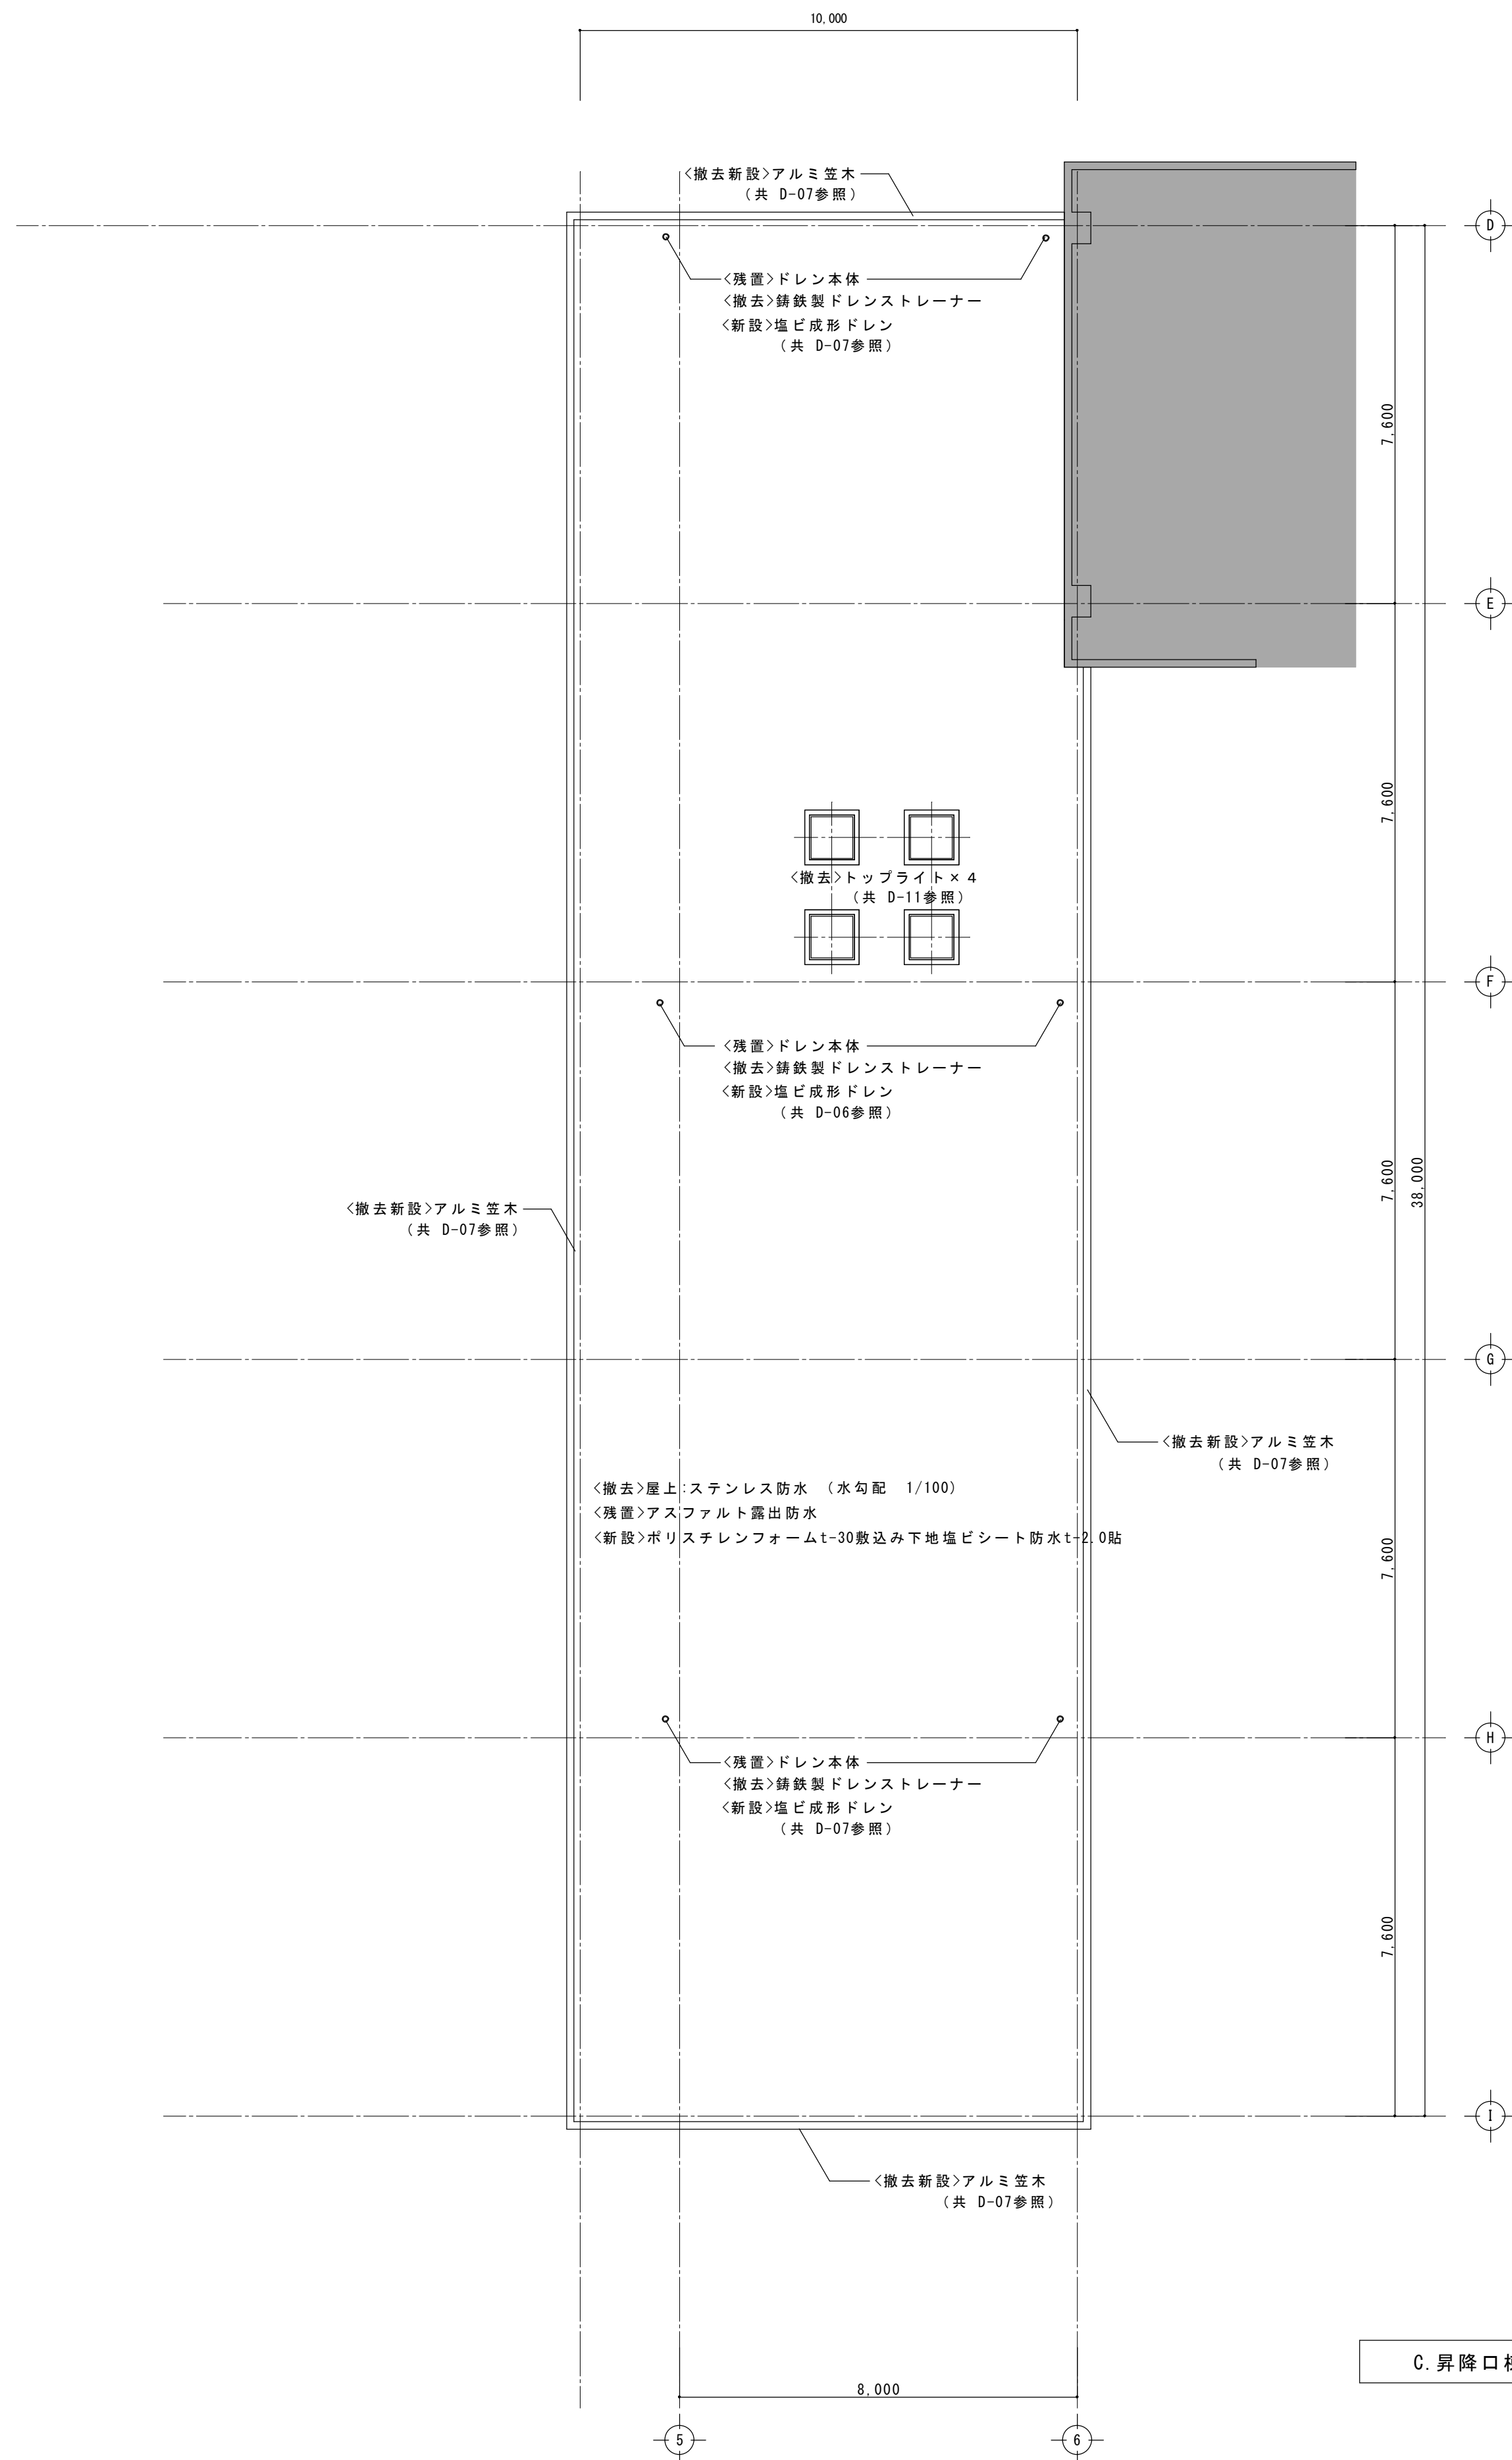 10,000
<撤去新設>アルミ笠木
(共 D-07参照)
D
<残置>ドレン本体
<撤去>鋳鉄製ドレンストレーナー
<新設>塩ビ成形ドレン
(共 D-07参照)
7,600
E
7,600
<撤去>トップライト×4
(共 D-11参照)
F
<残置>ドレン本体
<撤去>鋳鉄製ドレンストレーナー
<新設>塩ビ成形ドレン
(共 D-06参照)
7,600
38,000
<撤去新設>アルミ笠木
(共 D-07参照)
G
<撤去新設>アルミ笠木
(共 D-07参照)
<撤去>屋上:ステンレス防水 (水勾配 1/100)
<残置>アスファルト露出防水
<新設>ポリスチレンフォームt-30敷込み下地塩ビシート防水t-2.0貼
7,600
H
<残置>ドレン本体
<撤去>鋳鉄製ドレンストレーナー
<新設>塩ビ成形ドレン
(共 D-07参照)
7,600
I
<撤去新設>アルミ笠木
(共 D-07参照)
C.昇降口
8,000
5
6